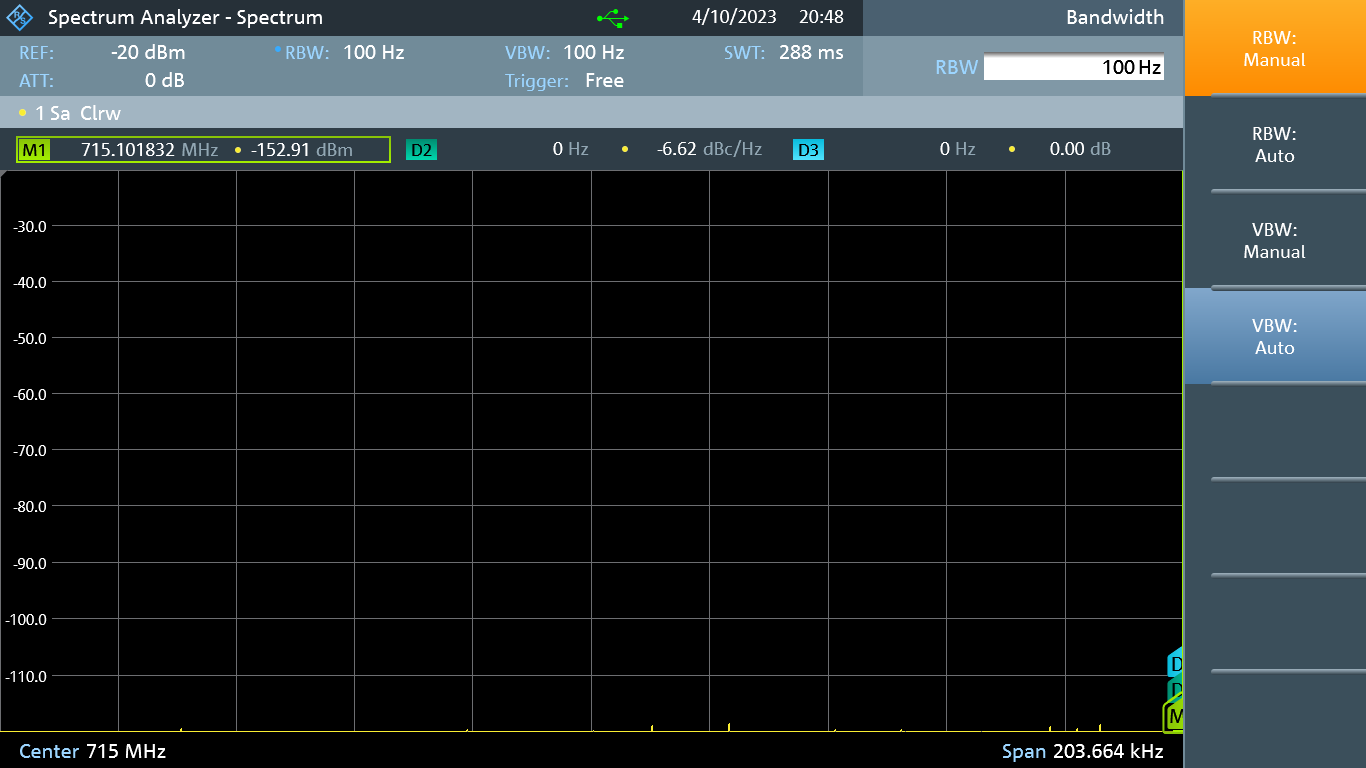 Spectrum Analyzer - Spectrum 4/10/2023 20:48 Bandwidth
REF: -20 dBm RBW: 100 Hz VBW: 100 Hz SWT: 288 ms
ATT: 0 dB Trigger: Free
RBW 100 Hz
1 Sa Clrw
M1 715.101832 MHz -152.91 dBm D2 0 Hz -6.62 dBc/Hz D3 0 Hz 0.00 dB
-30.0
-40.0
-50.0
-60.0
-70.0
-80.0
-90.0
-100.0
-110.0
D
D
M
Center 715 MHz Span 203.664 kHz
RBW:
Manual
RBW:
Auto
VBW:
Manual
VBW:
Auto